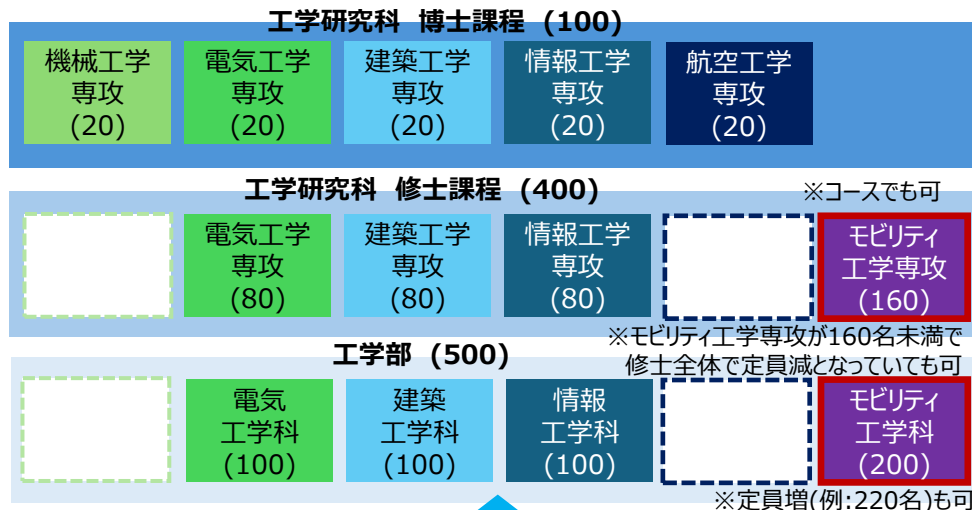 工学研究科 博士課程 (100)
機械工学
専攻
(20)
電気工学
専攻
(20)
建築工学
専攻
(20)
情報工学
専攻
(20)
航空工学
専攻
(20)
工学研究科 修士課程 (400)
※コースでも可
電気工学
専攻
(80)
建築工学
専攻
(80)
情報工学
専攻
(80)
モビリティ
工学専攻
(160)
※モビリティ工学専攻が160名未満で
修士全体で定員減となっていても可
工学部 (500)
電気
工学科
(100)
建築
工学科
(100)
情報
工学科
(100)
モビリティ
工学科
(200)
※定員増(例:220名)も可